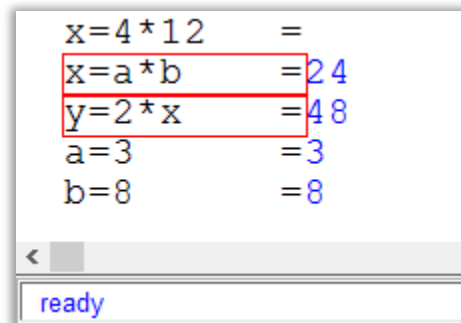 x=4*12 =
x=a*b =24
y=2*x =48
a=3 =3
b=8 =8
ready